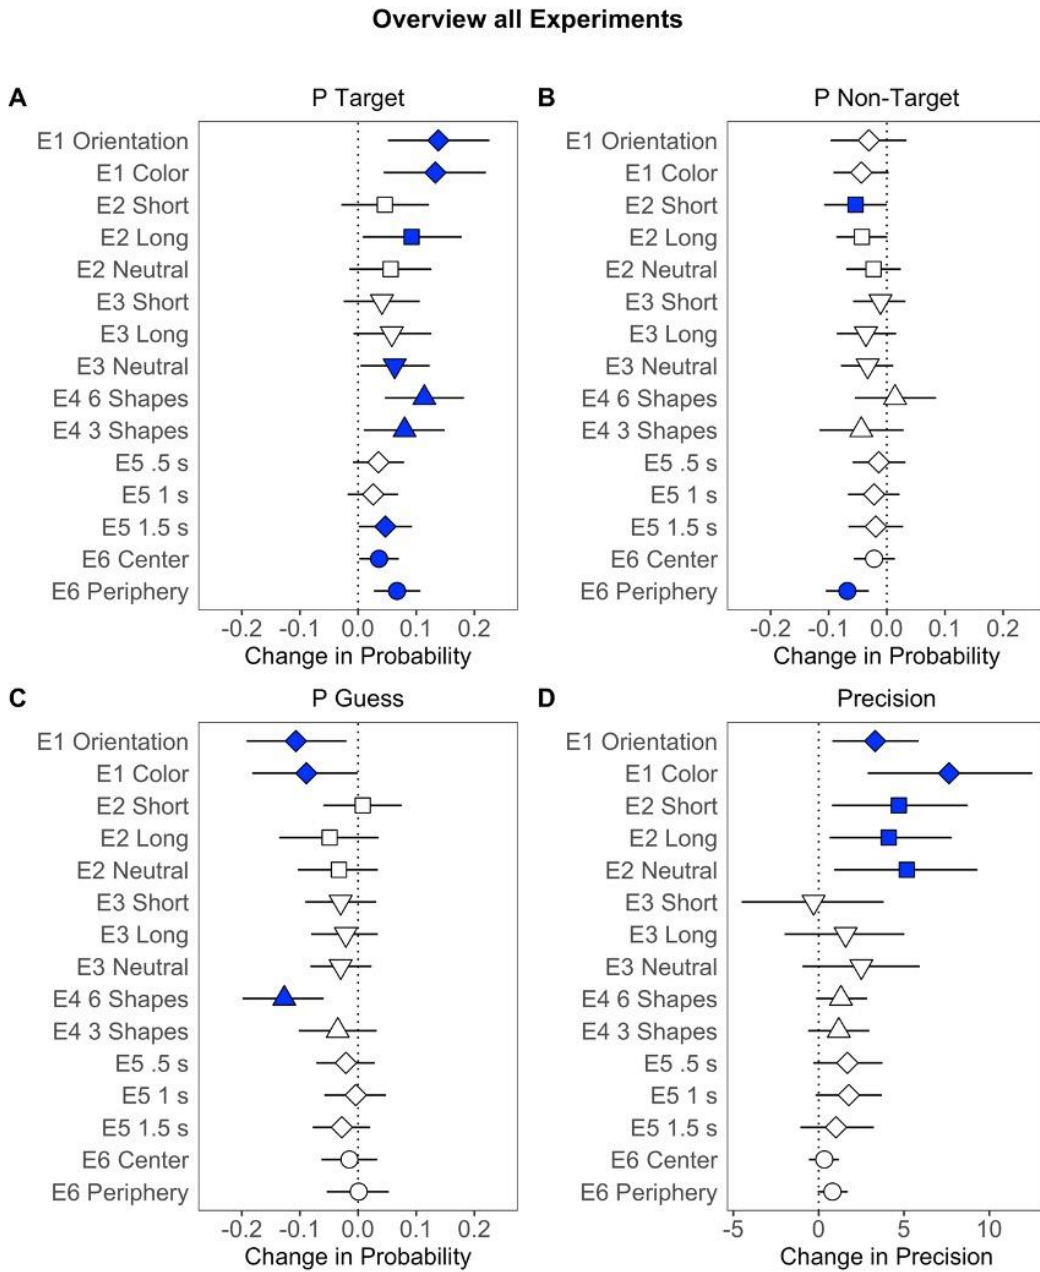 Overview all Experiments
A P Target
E1 Orientation
E1 Color
E2 Short
E2 Long
E2 Neutral
E3 Short
E3 Long
E3 Neutral
E4 6 Shapes
E4 3 Shapes
E5 .5 s
E5 1 s
E5 1.5 s
E6 Center
E6 Periphery
-0.2 -0.1 0.0 0.1 0.2
Change in Probability
B P Non-Target
E1 Orientation
E1 Color
E2 Short
E2 Long
E2 Neutral
E3 Short
E3 Long
E3 Neutral
E4 6 Shapes
E4 3 Shapes
E5 .5 s
E5 1 s
E5 1.5 s
E6 Center
E6 Periphery
-0.2 -0.1 0.0 0.1 0.2
Change in Probability
C P Guess
E1 Orientation
E1 Color
E2 Short
E2 Long
E2 Neutral
E3 Short
E3 Long
E3 Neutral
E4 6 Shapes
E4 3 Shapes
E5 .5 s
E5 1 s
E5 1.5 s
E6 Center
E6 Periphery
-0.2 -0.1 0.0 0.1 0.2
Change in Probability
D Precision
E1 Orientation
E1 Color
E2 Short
E2 Long
E2 Neutral
E3 Short
E3 Long
E3 Neutral
E4 6 Shapes
E4 3 Shapes
E5 .5 s
E5 1 s
E5 1.5 s
E6 Center
E6 Periphery
-5 0 5 10
Change in Precision